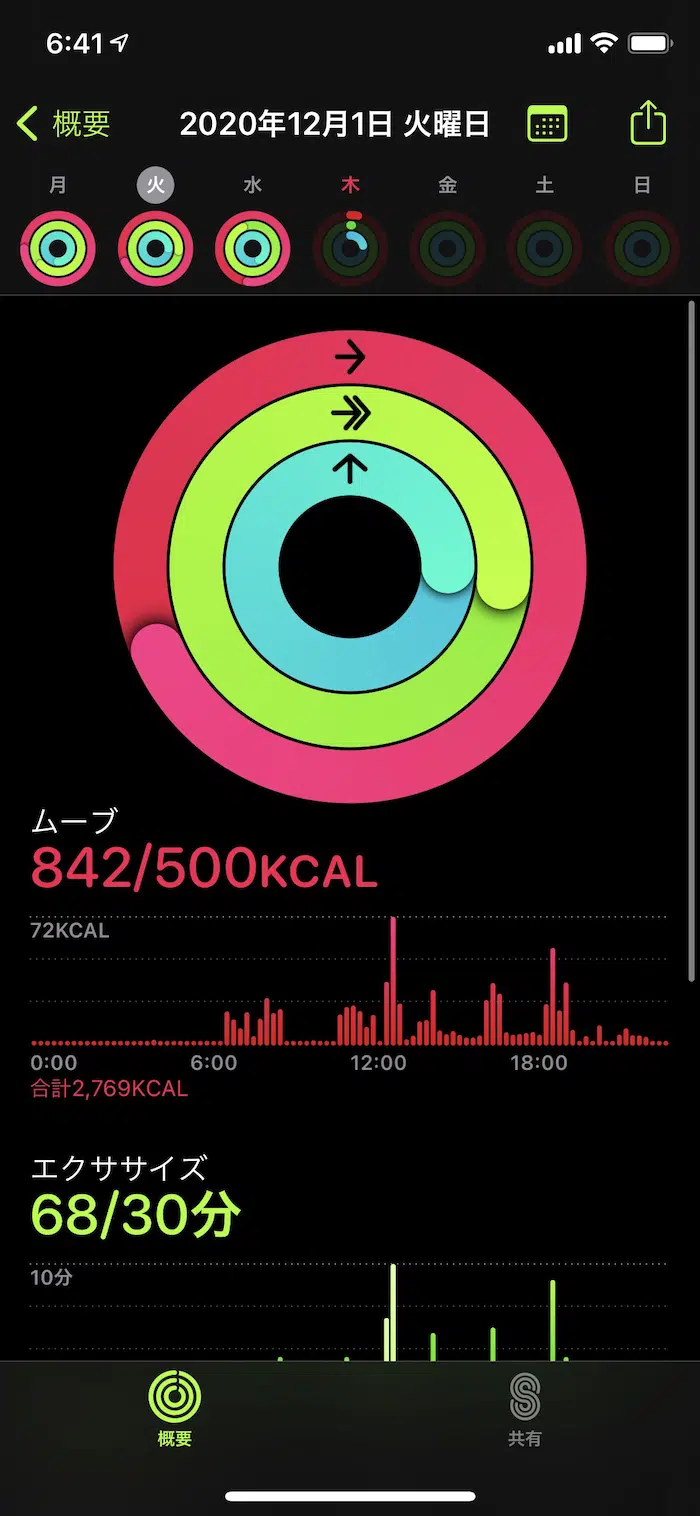 6:41
概要 2020年12月1日 火曜日
月 火 水 木 金 土 日
ムーブ
842/500KCAL
72KCAL
0:00 6:00 12:00 18:00
合計2,769KCAL
エクササイズ
68/30分
10分
概要 共有